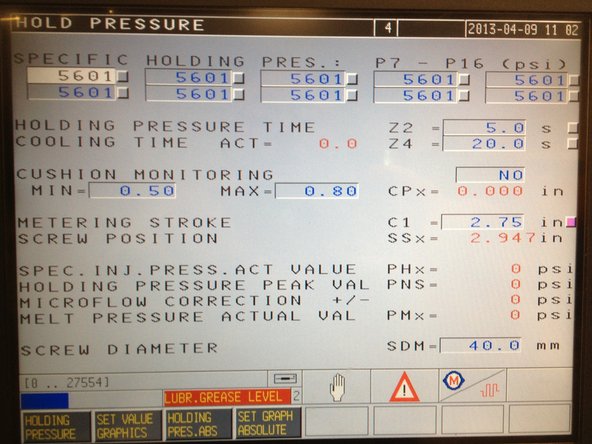 HOLD PRESSURE 4 2013-04-09 11 02
SPECIFIC HOLDING PRES.: P7 - P16 (psi)
5601 5601 5601 5601 5601
5601 5601 5601 5601 5601
HOLDING PRESSURE TIME Z2 = 5.0 s
COOLING TIME ACT= 0.0 Z4 = 20.0 s
CUSHION MONITORING NO
MIN= 0.50 MAX= 0.80 CPx= 0.000 in
METERING STROKE C1 = 2.75 in
SCREW POSITION SSx= 2.947in
SPEC.INJ.PRESS.ACT VALUE PHx= 0 psi
HOLDING PRESSURE PEAK VAL PNS= 0 psi
MICROFLOW CORRECTION +/- 0 psi
MELT PRESSURE ACTUAL VAL PMx= 0 psi
SCREW DIAMETER SDM= 40.0 mm
[0 .. 27554]
LUBR.GREASE LEVEL 2 M
HOLDING PRESSURE
SET VALUE GRAPHICS
HOLDING PRES.ABS
SET GRAPH ABSOLUTE